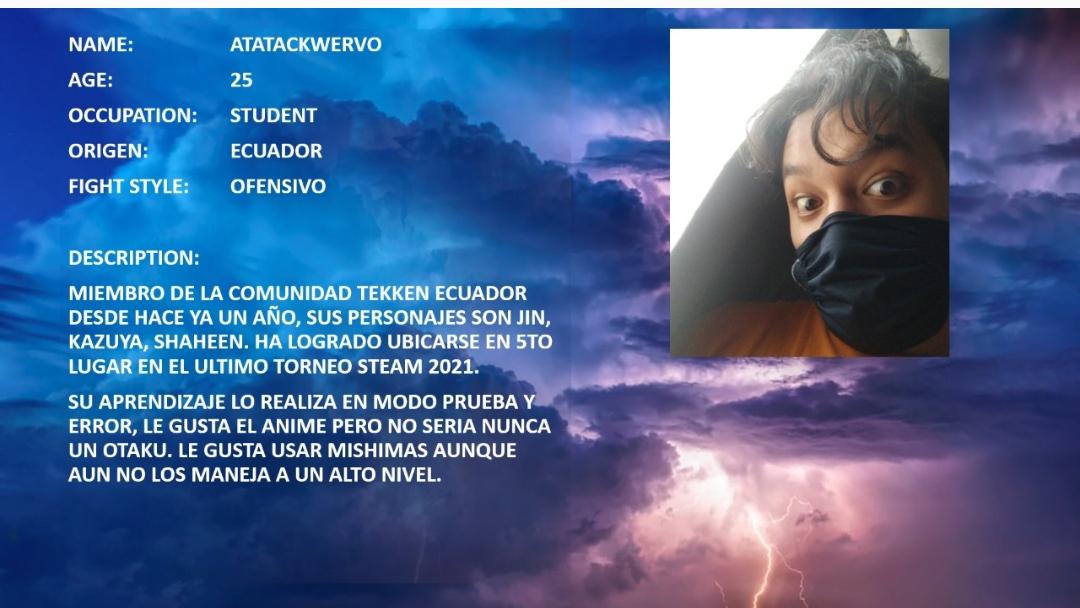 NAME: ATATACKWERVO
AGE: 25
OCCUPATION: STUDENT
ORIGEN: ECUADOR
FIGHT STYLE: OFENSIVO
DESCRIPTION:
MIEMBRO DE LA COMUNIDAD TEKKEN ECUADOR
DESDE HACE YA UN AÑO, SUS PERSONAJES SON JIN,
KAZUYA, SHAHEEN. HA LOGRADO UBICARSE EN 5TO
LUGAR EN EL ULTIMO TORNEO STEAM 2021.
SU APRENDIZAJE LO REALIZA EN MODO PRUEBA Y
ERROR, LE GUSTA EL ANIME PERO NO SERIA NUNCA
UN OTAKU. LE GUSTA USAR MISHIMAS AUNQUE
AUN NO LOS MANEJA A UN ALTO NIVEL.